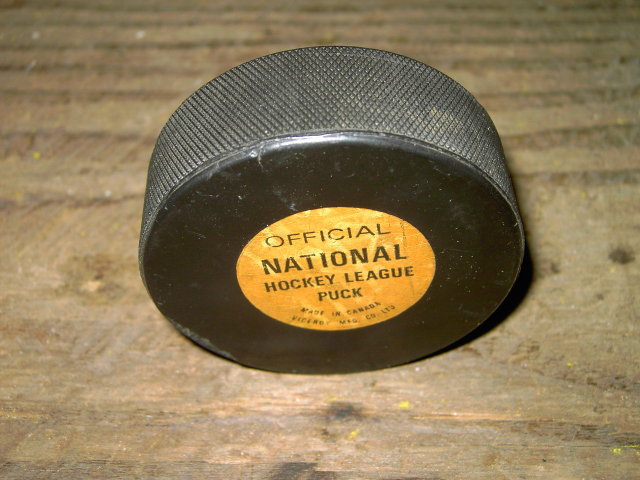 OFFICIAL
NATIONAL
HOCKEY LEAGUE
PUCK
MADE IN CANADA
VICEROY MFG. CO. LTD